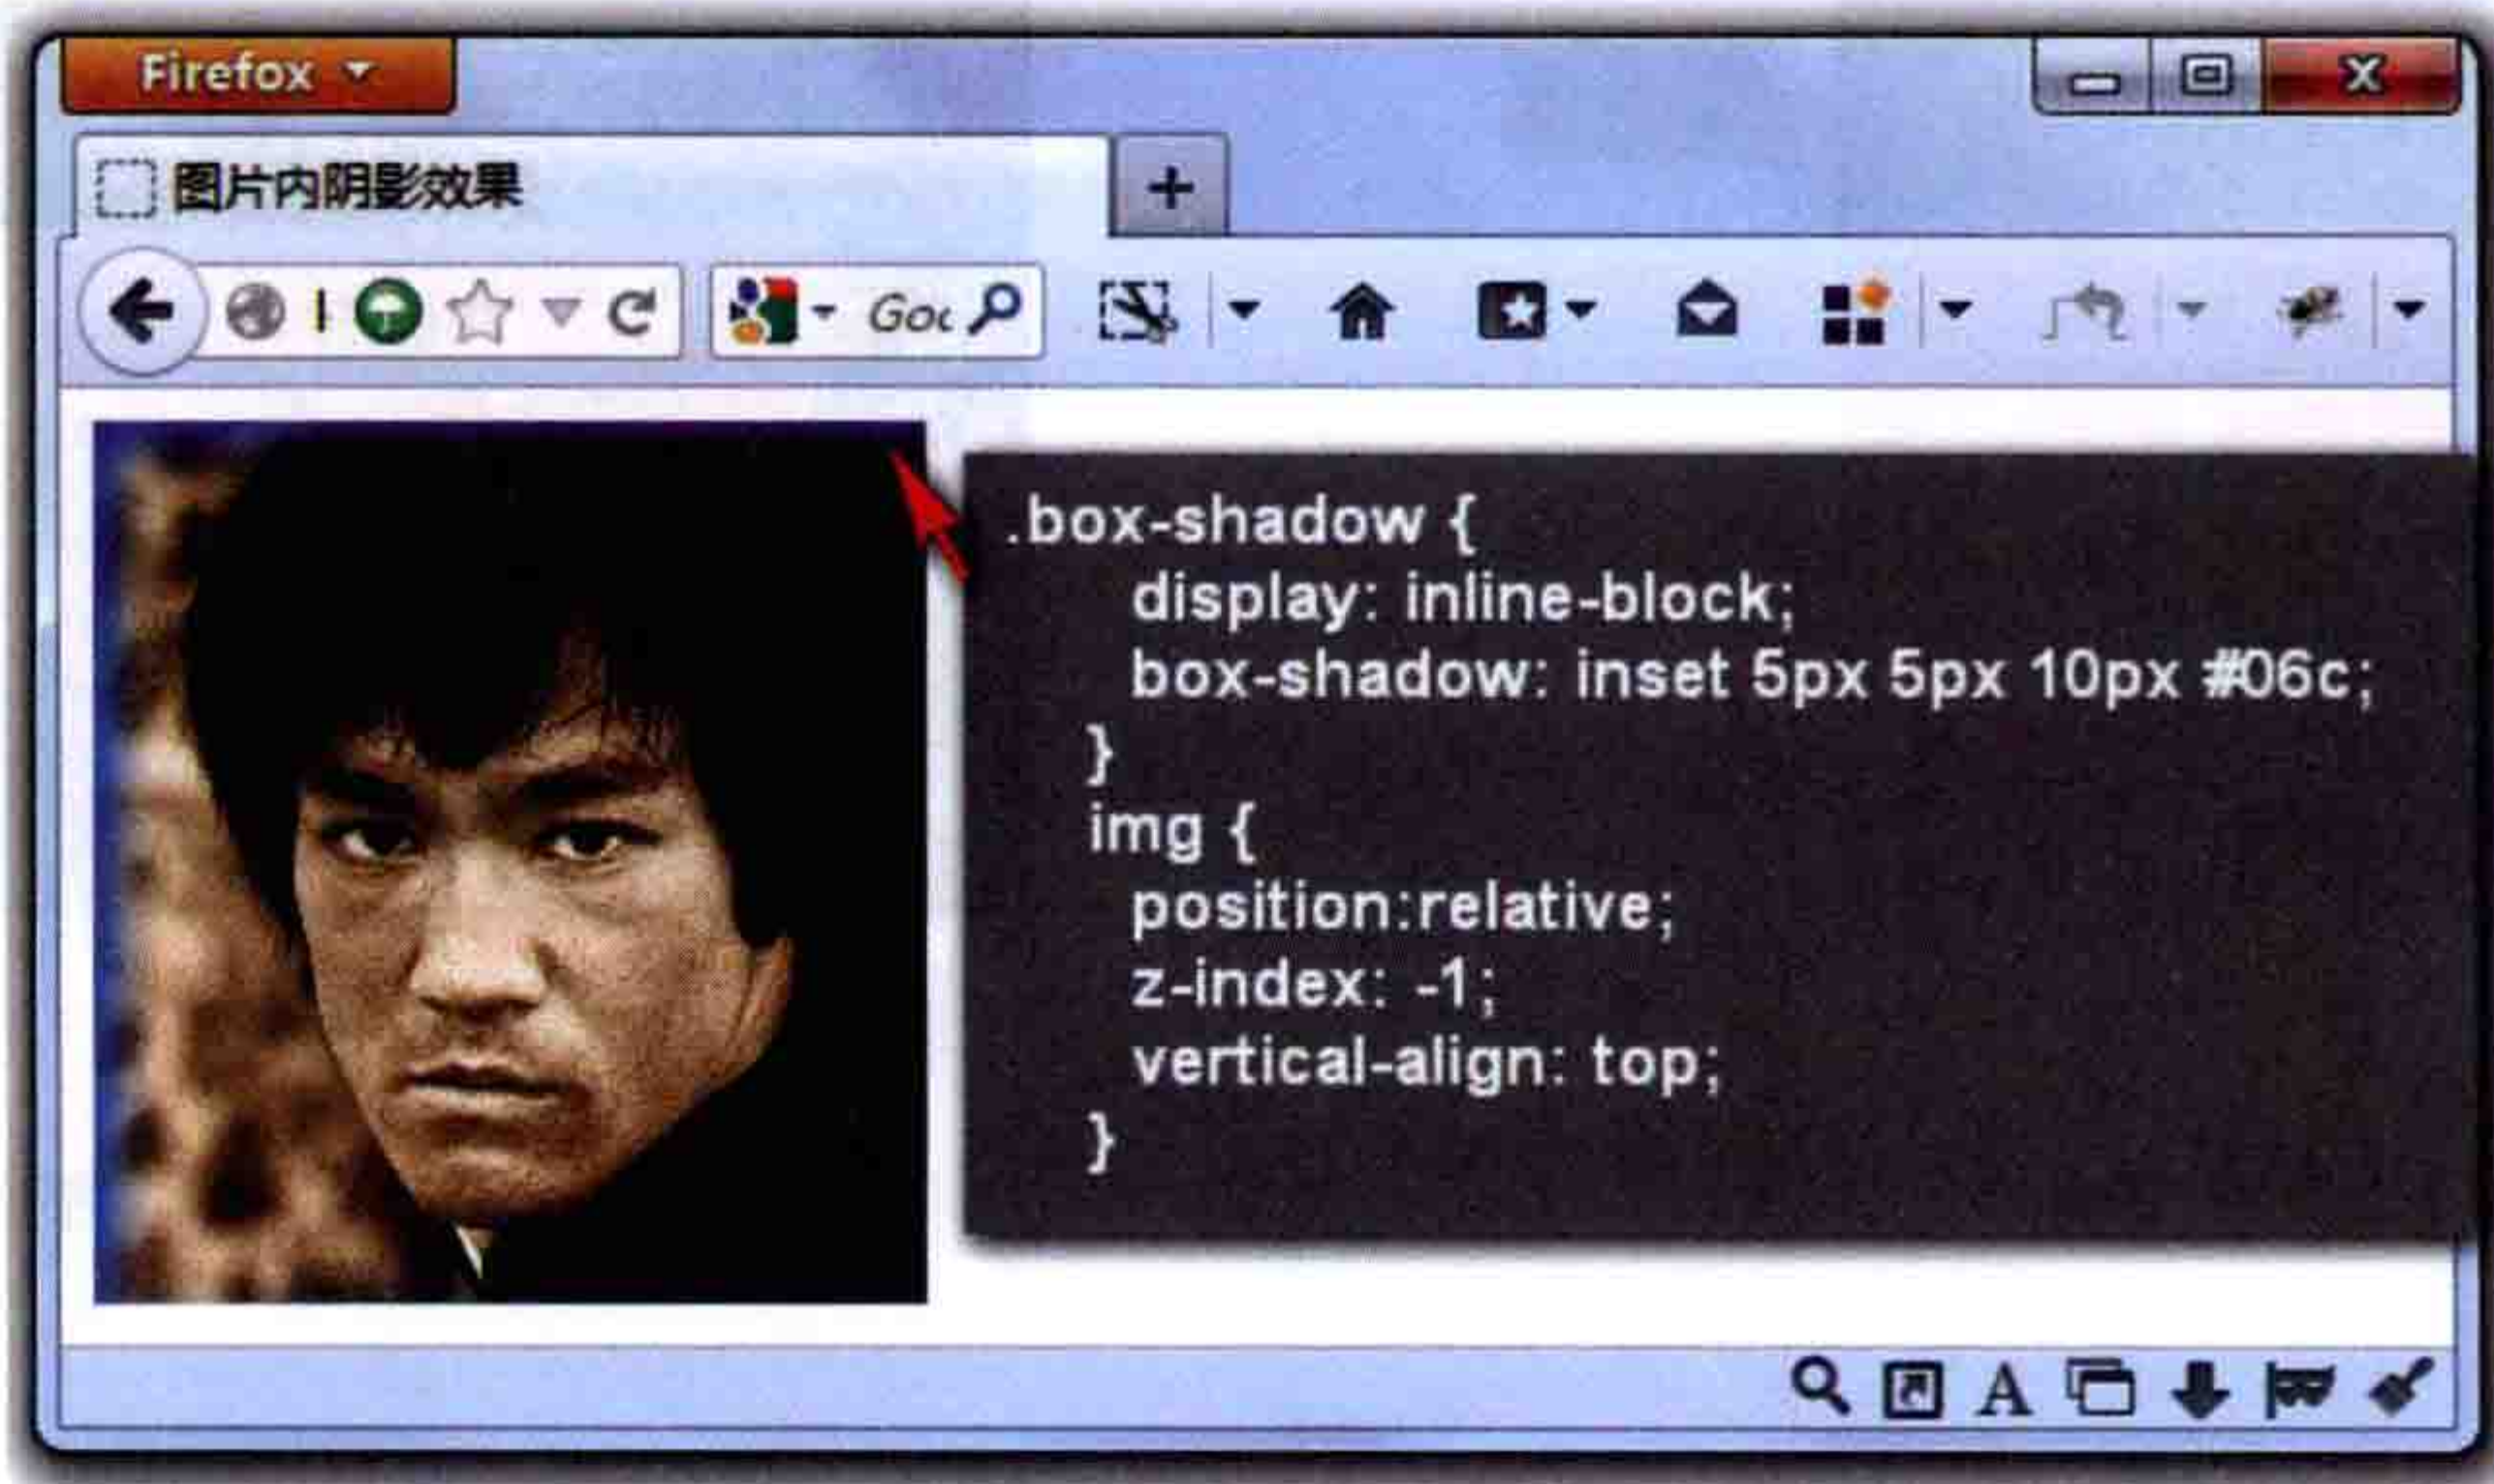 Firefox
图片内阴影效果
Goo
.box-shadow {
display: inline-block;
box-shadow: inset 5px 5px 10px #06c;
}
img {
position:relative;
z-index: -1;
vertical-align: top;
}
A